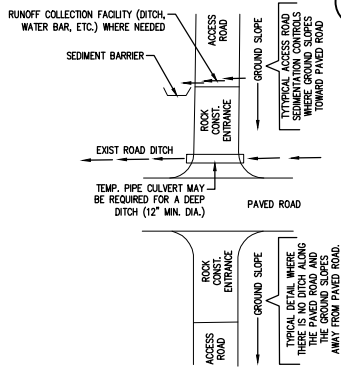 RUNOFF COLLECTION FACILITY (DITCH,
WATER BAR, ETC.) WHERE NEEDED
SEDIMENT BARRIER
ACCESS
ROAD
GROUND SLOPE
TYTYPICAL ACCESS ROAD
SEDIMENTATION CONTROLS
WHERE GROUND SLOPES
TOWARD PAVED ROAD
ROCK
CONST.
ENTRANCE
EXIST ROAD DITCH
TEMP. PIPE CULVERT MAY
BE REQUIRED FOR A DEEP
DITCH (12" MIN. DIA.)
PAVED ROAD
ROCK
CONST.
ENTRANCE
GROUND SLOPE
TYPICAL DETAIL WHERE
THERE IS NO DITCH ALONG
THE PAVED ROAD AND
THE GROUND SLOPES
AWAY FROM PAVED ROAD.
ACCESS
ROAD